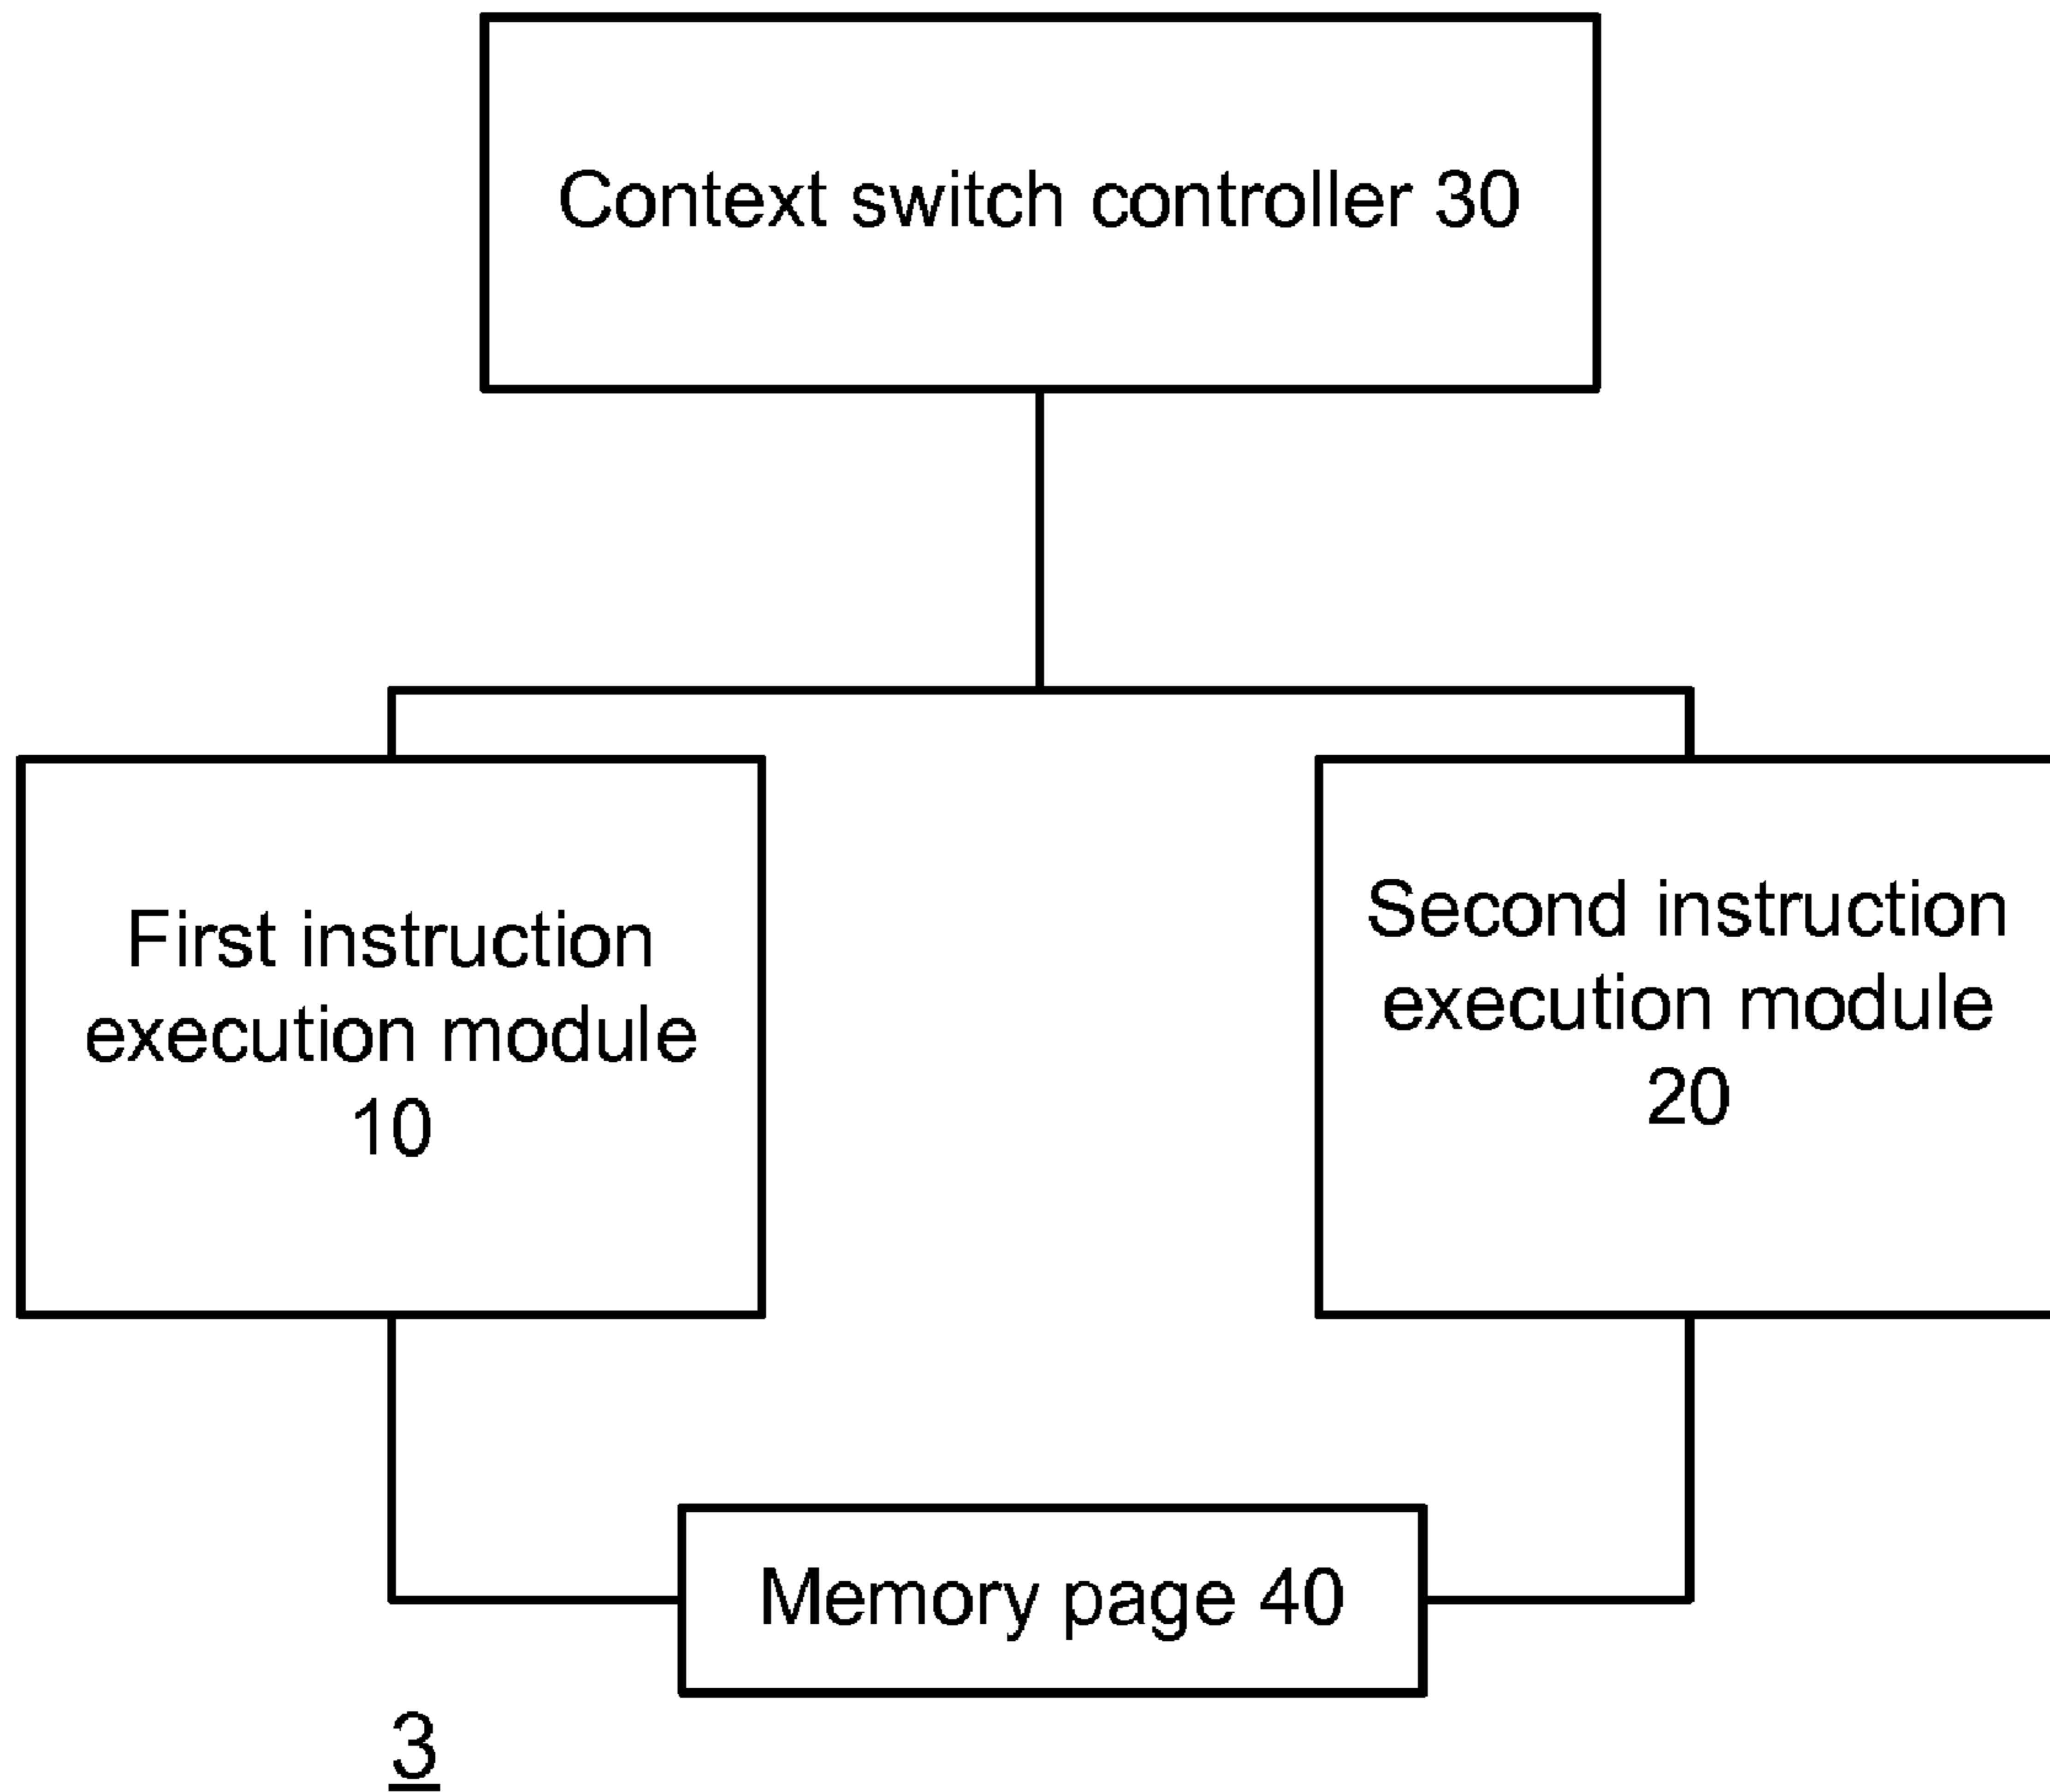 Context switch controller 30
First instruction
execution module
10
Second instruction
execution module
20
Memory page 40
3